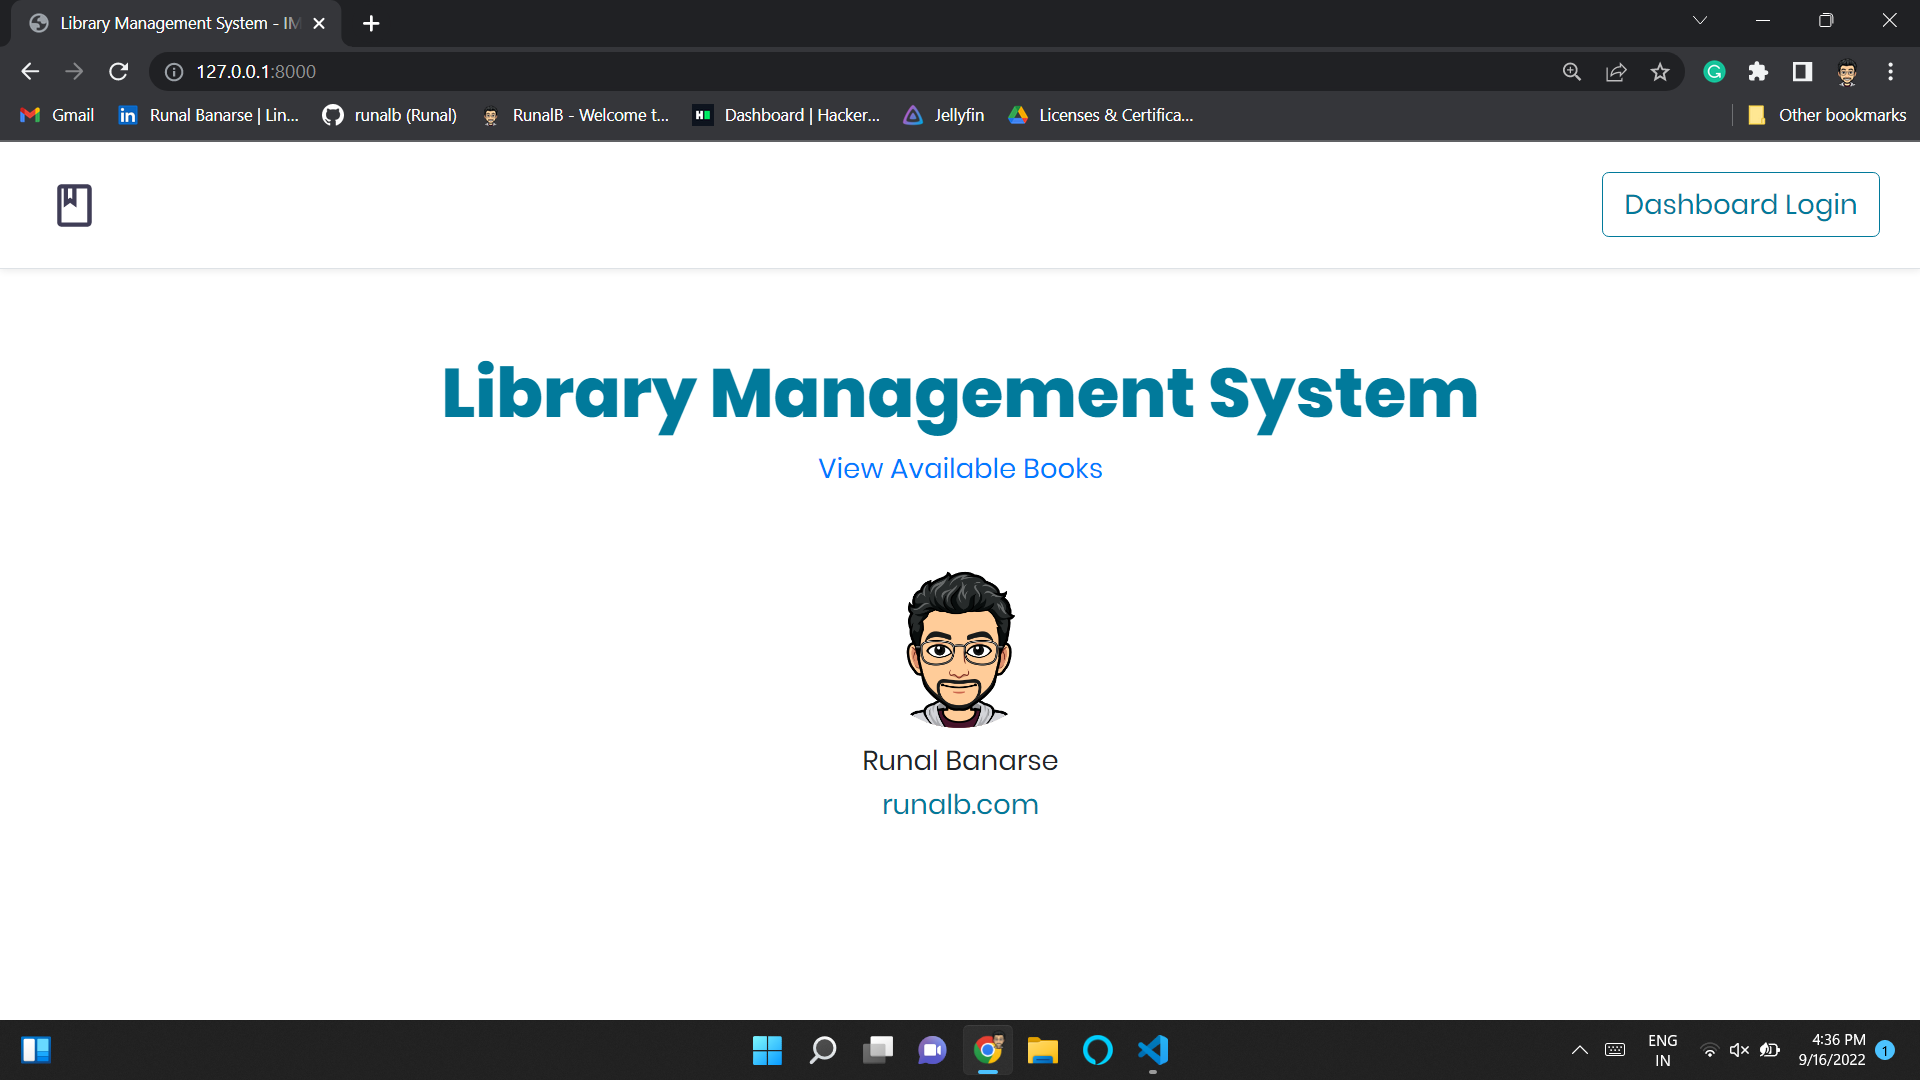 Library Management System - IM
127.0.0.1:8000
Gmail
Runal Banarse | Lin...
runalb (Runal)
RunalB - Welcome t...
Dashboard | Hacker...
Jellyfin
Licenses & Certifica...
Other bookmarks
Dashboard Login
Library Management System
View Available Books
Runal Banarse
runalb.com
ENG
IN
4:36 PM
9/16/2022
1